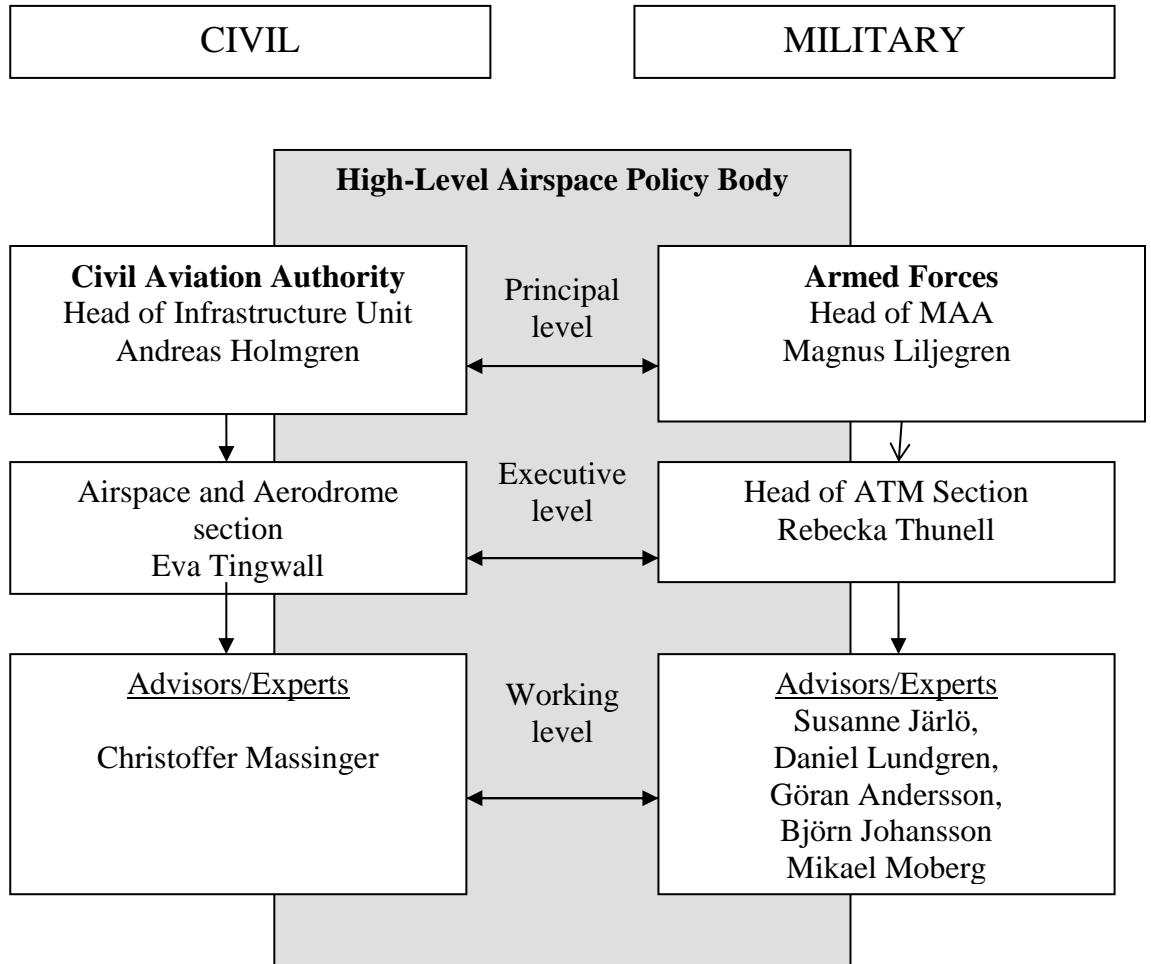 CIVIL
MILITARY
High-Level Airspace Policy Body
Civil Aviation Authority
Head of Infrastructure Unit
Andreas Holmgren
Principal
level
Armed Forces
Head of MAA
Magnus Liljegren
Airspace and Aerodrome
section
Eva Tingwall
Executive
level
Head of ATM Section
Rebecka Thunell
Advisors/Experts
Christoffer Massinger
Working
level
Advisors/Experts
Susanne Järlö,
Daniel Lundgren,
Göran Andersson,
Björn Johansson
Mikael Moberg